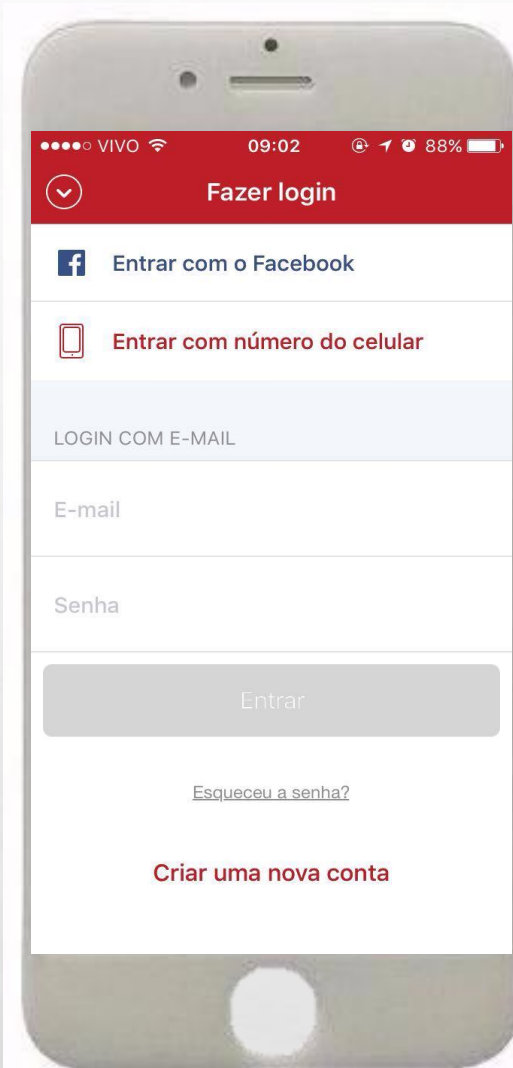 VIVO 09:02 88%
Fazer login
Entrar com o Facebook
Entrar com número do celular
LOGIN COM E-MAIL
E-mail
Senha
Entrar
Esqueceu a senha?
Criar uma nova conta